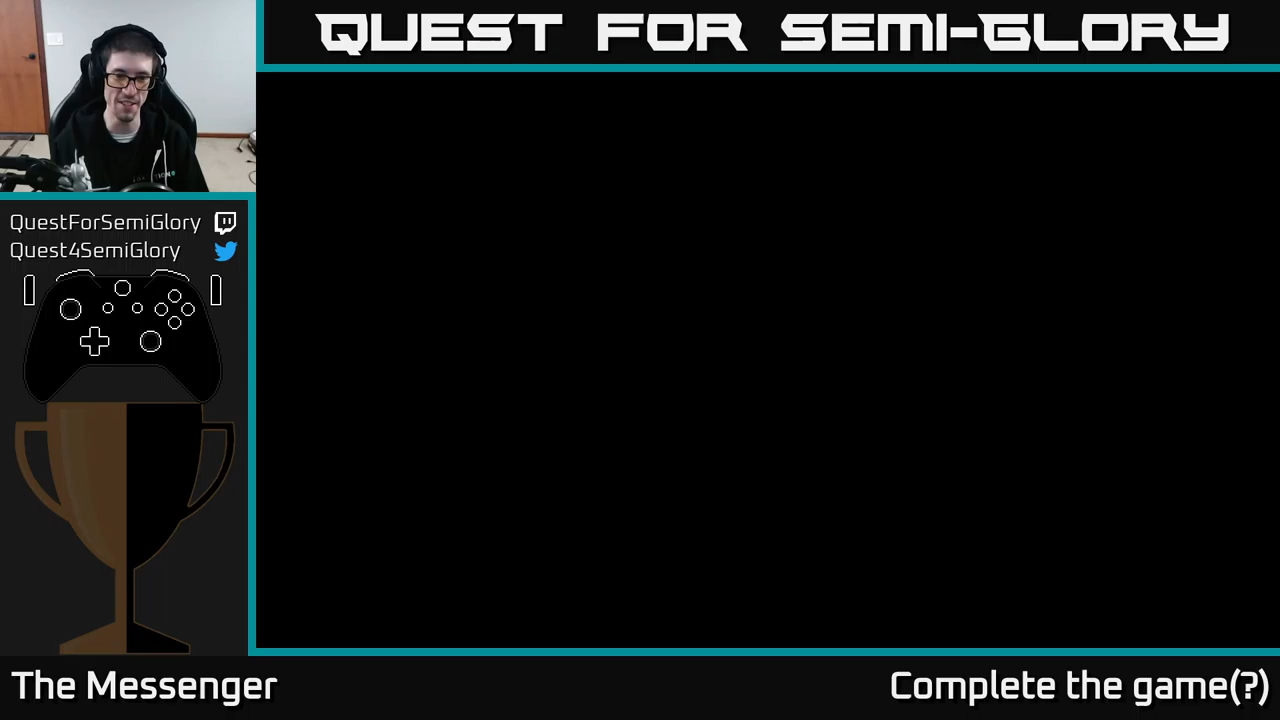 QUEST FOR SEMI-GLORY
QuestForSemiGlory
Quest4SemiGlory
The Messenger
Complete the game(?)